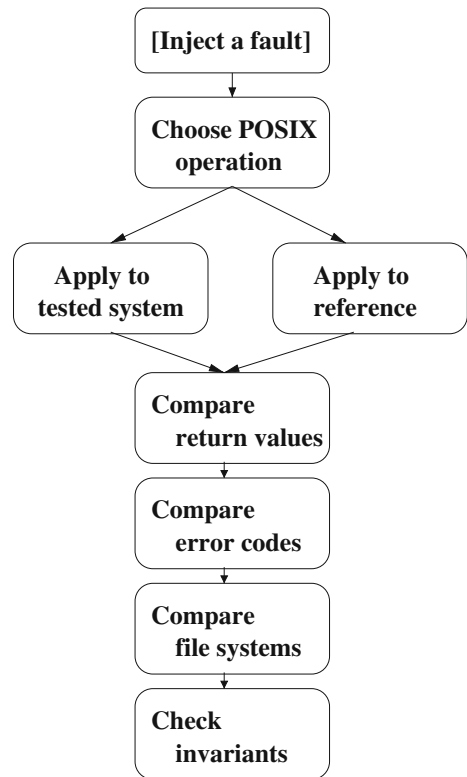 [Inject a fault]
Choose POSIX
operation
Apply to
tested system
Apply to
reference
Compare
return values
Compare
error codes
Compare
file systems
Check
invariants